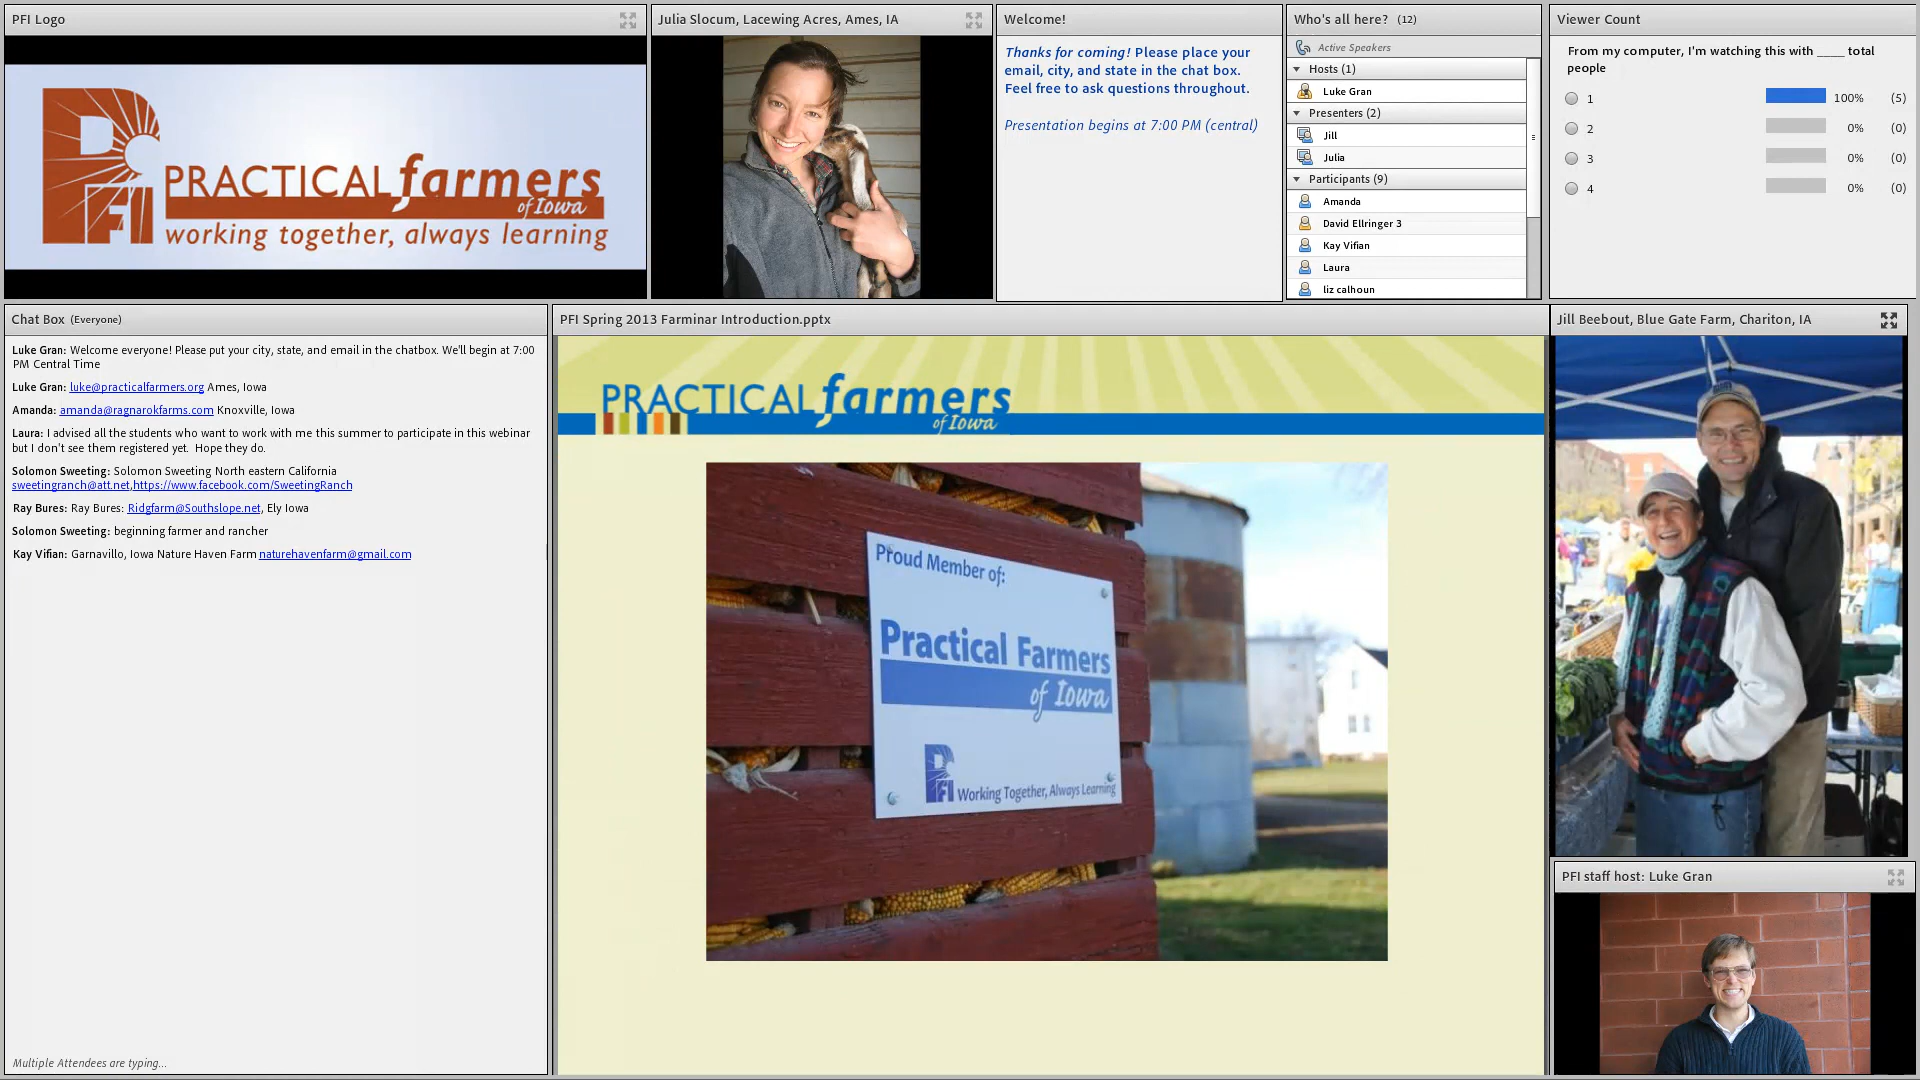 PFI Logo
PFI
PRACTICAL farmers
of Iowa
working together, always learning
Julia Slocum, Lacewing Acres, Ames, IA
Welcome!
Thanks for coming! Please place your
email, city, and state in the chat box.
Feel free to ask questions throughout.
Presentation begins at 7:00 PM (central)
Who's all here? (12)
Active Speakers
Hosts (1)
Luke Gran
Presenters (2)
Jill
Julia
Participants (9)
Amanda
David Ellringer 3
Kay Vifian
Laura
liz calhoun
Viewer Count
From my computer, I'm watching this with ____ total
people
1 100% (5)
2 0% (0)
3 0% (0)
4 0% (0)
Chat Box (Everyone)
Luke Gran: Welcome everyone! Please put your city, state, and email in the chatbox. We'll begin at 7:00
PM Central Time
Luke Gran: luke@practicalfarmers.org Ames, Iowa
Amanda: amanda@ragnarokfarms.com Knoxville, Iowa
Laura: I advised all the students who want to work with me this summer to participate in this webinar
but I don't see them registered yet. Hope they do.
Solomon Sweeting: Solomon Sweeting North eastern California
sweetingranch@att.net,https://www.facebook.com/SweetingRanch
Ray Bures: Ray Bures: Ridgfarm@Southslope.net, Ely Iowa
Solomon Sweeting: beginning farmer and rancher
Kay Vifian: Garnavillo, Iowa Nature Haven Farm naturehavenfarm@gmail.com
Multiple Attendees are typing...
PFI Spring 2013 Farminar Introduction.pptx
PRACTICAL farmers
of Iowa
Proud Member of:
Practical Farmers
of Iowa
PFI Working Together, Always Learning
Jill Beebout, Blue Gate Farm, Chariton, IA
PFI staff host: Luke Gran